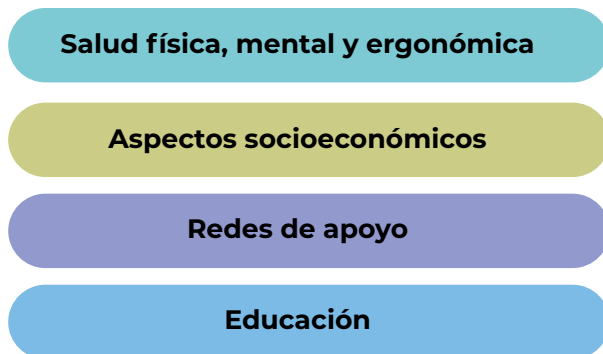 Salud física, mental y ergonómica
Aspectos socioeconómicos
Redes de apoyo
Educación